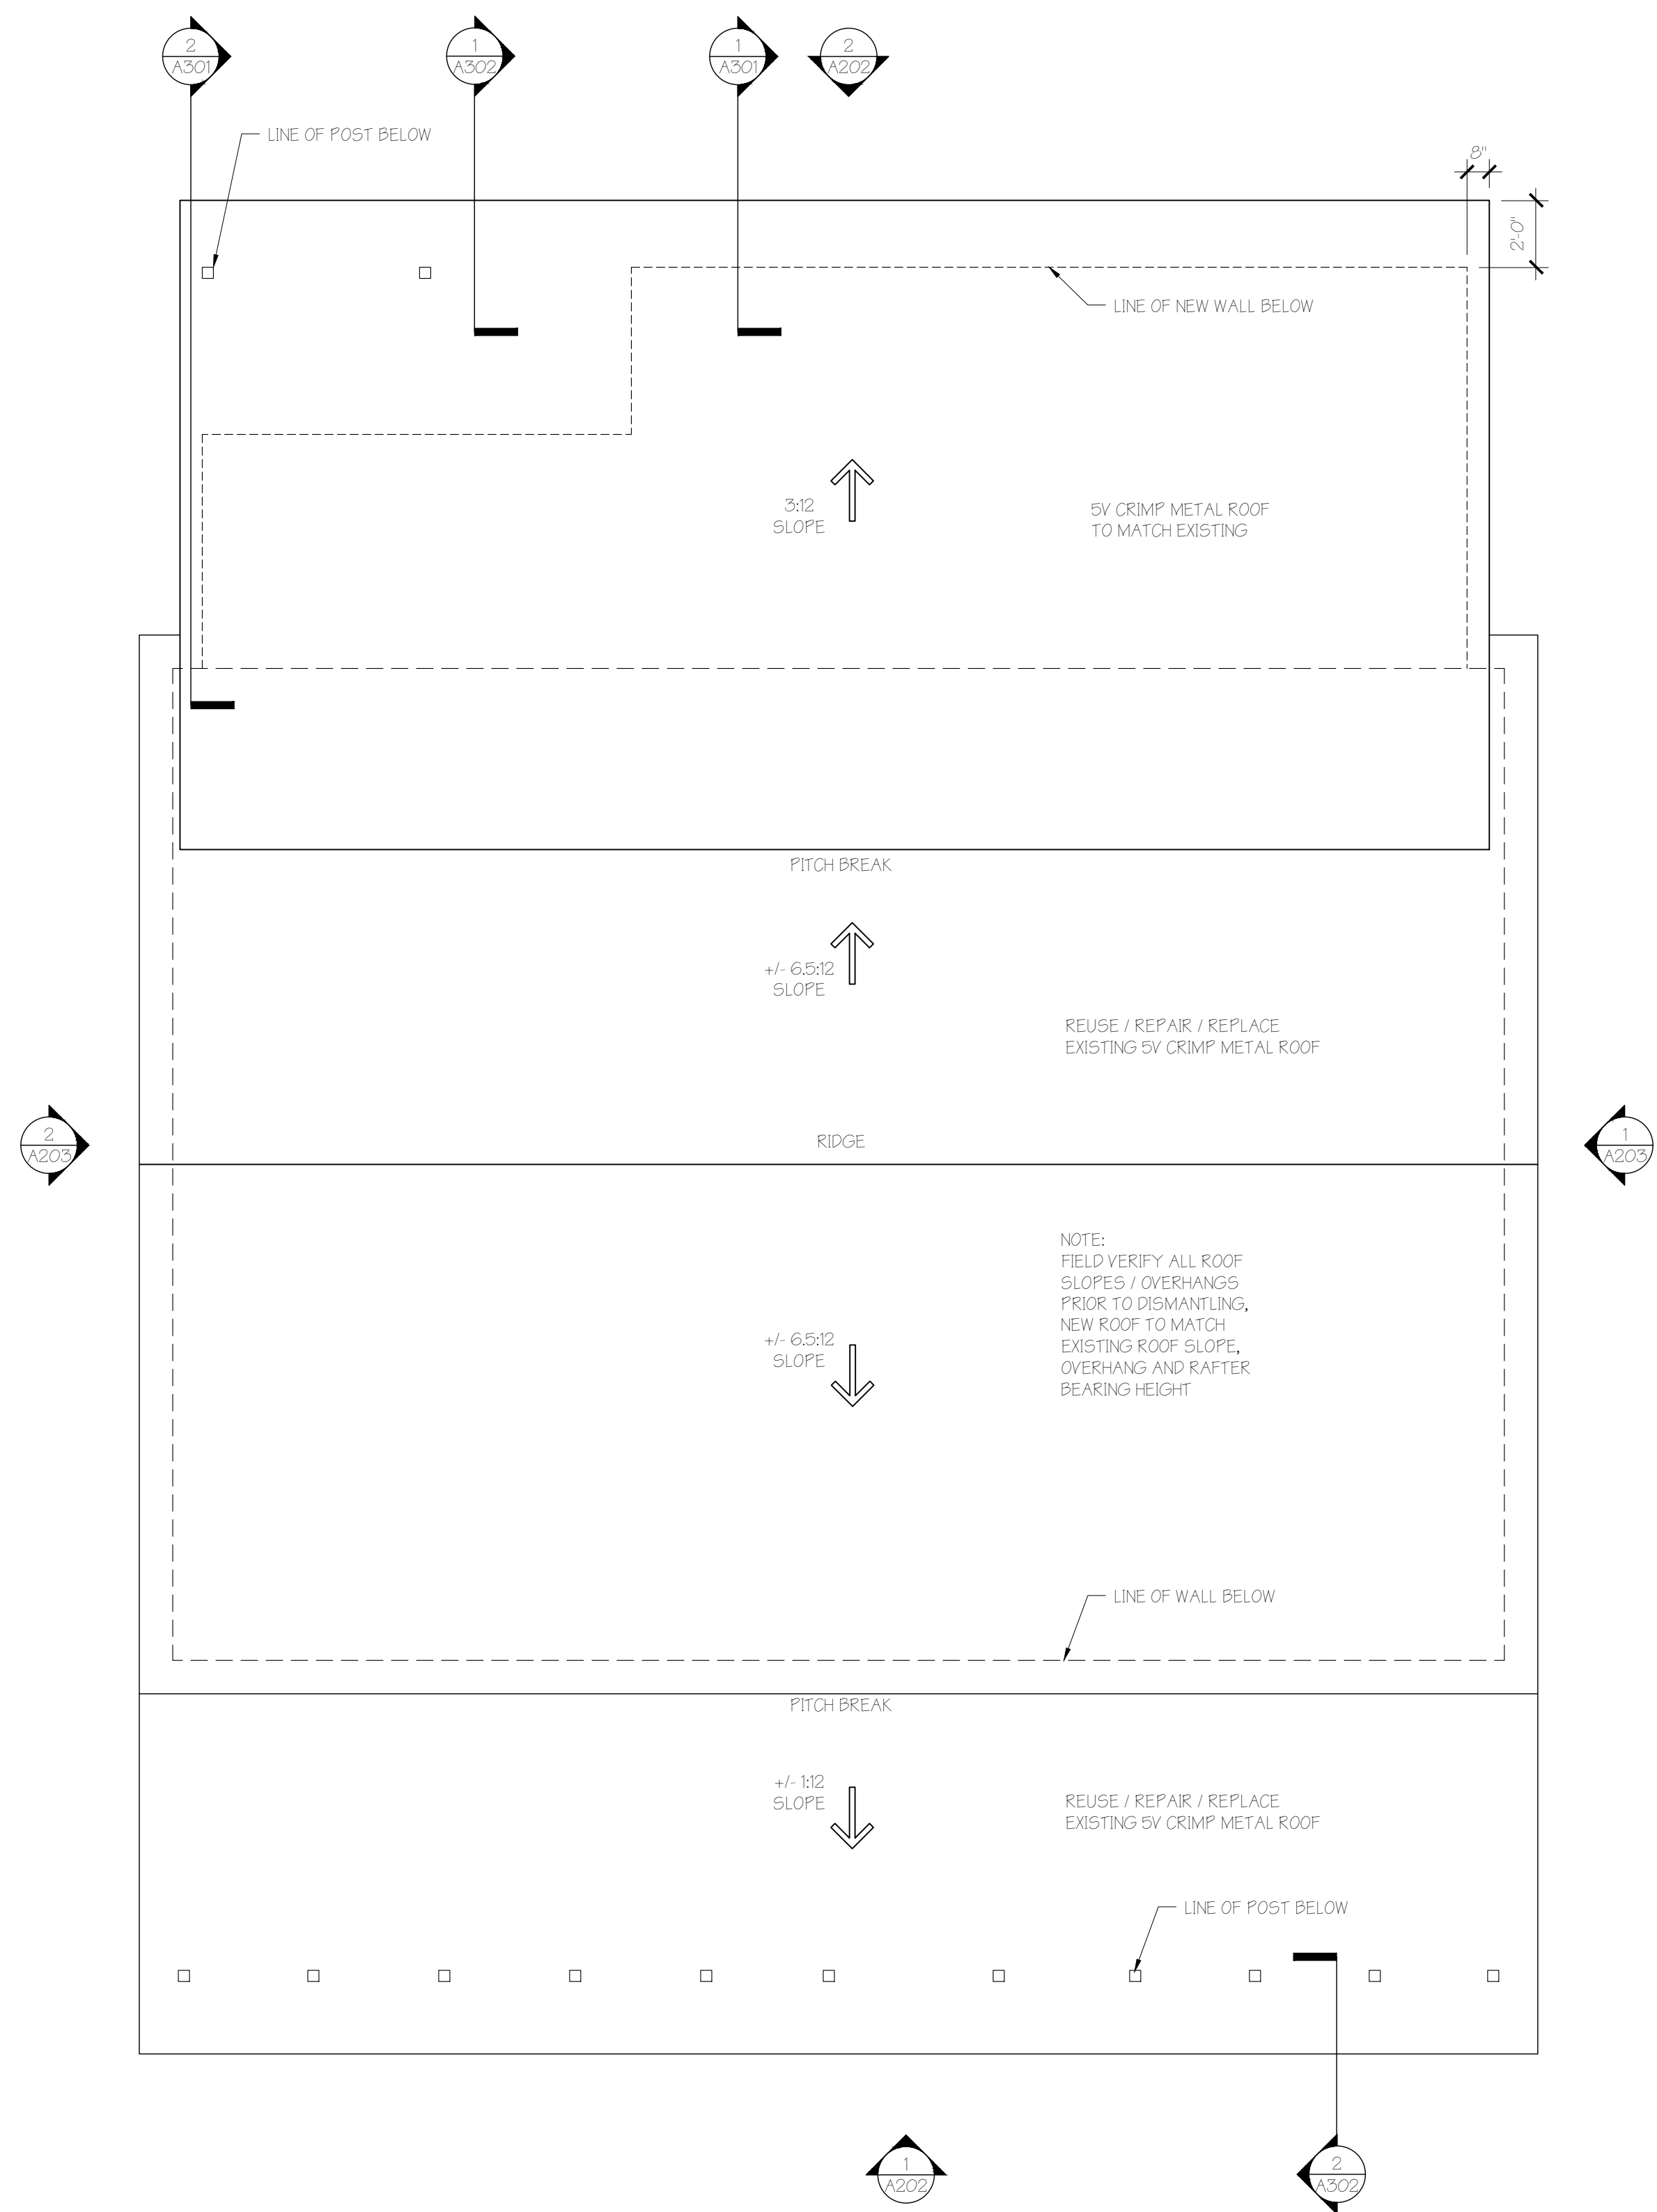 2
A301
1
A302
1
A301
2
A202
LINE OF POST BELOW
8"
2'-0"
LINE OF NEW WALL BELOW
3:12
SLOPE
5V CRIMP METAL ROOF
TO MATCH EXISTING
PITCH BREAK
+/- 6.5:12
SLOPE
REUSE / REPAIR / REPLACE
EXISTING 5V CRIMP METAL ROOF
2
A203
RIDGE
1
A203
NOTE:
FIELD VERIFY ALL ROOF
SLOPES / OVERHANGS
PRIOR TO DISMANTLING,
NEW ROOF TO MATCH
EXISTING ROOF SLOPE,
OVERHANG AND RAFTER
BEARING HEIGHT
+/- 6.5:12
SLOPE
LINE OF WALL BELOW
PITCH BREAK
+/- 1:12
SLOPE
REUSE / REPAIR / REPLACE
EXISTING 5V CRIMP METAL ROOF
LINE OF POST BELOW
1
A202
2
A302